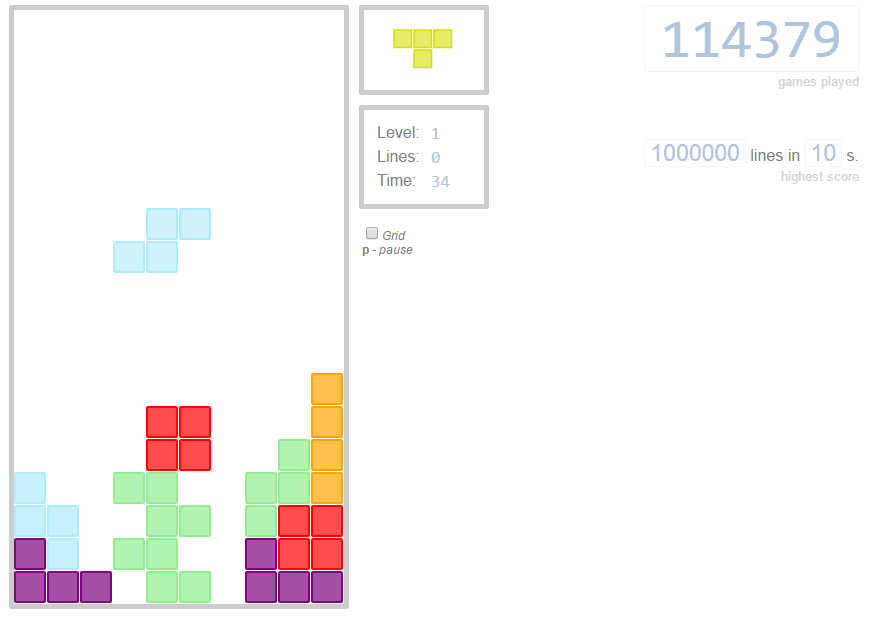 114379
games played
Level: 1
Lines: 0
Time: 34
1000000 lines in 10 s.
highest score
Grid
p - pause